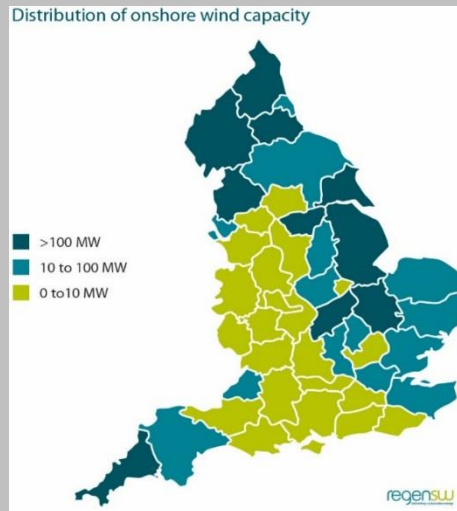 Distribution of onshore wind capacity
>100 MW
10 to 100 MW
0 to10 MW
regensw